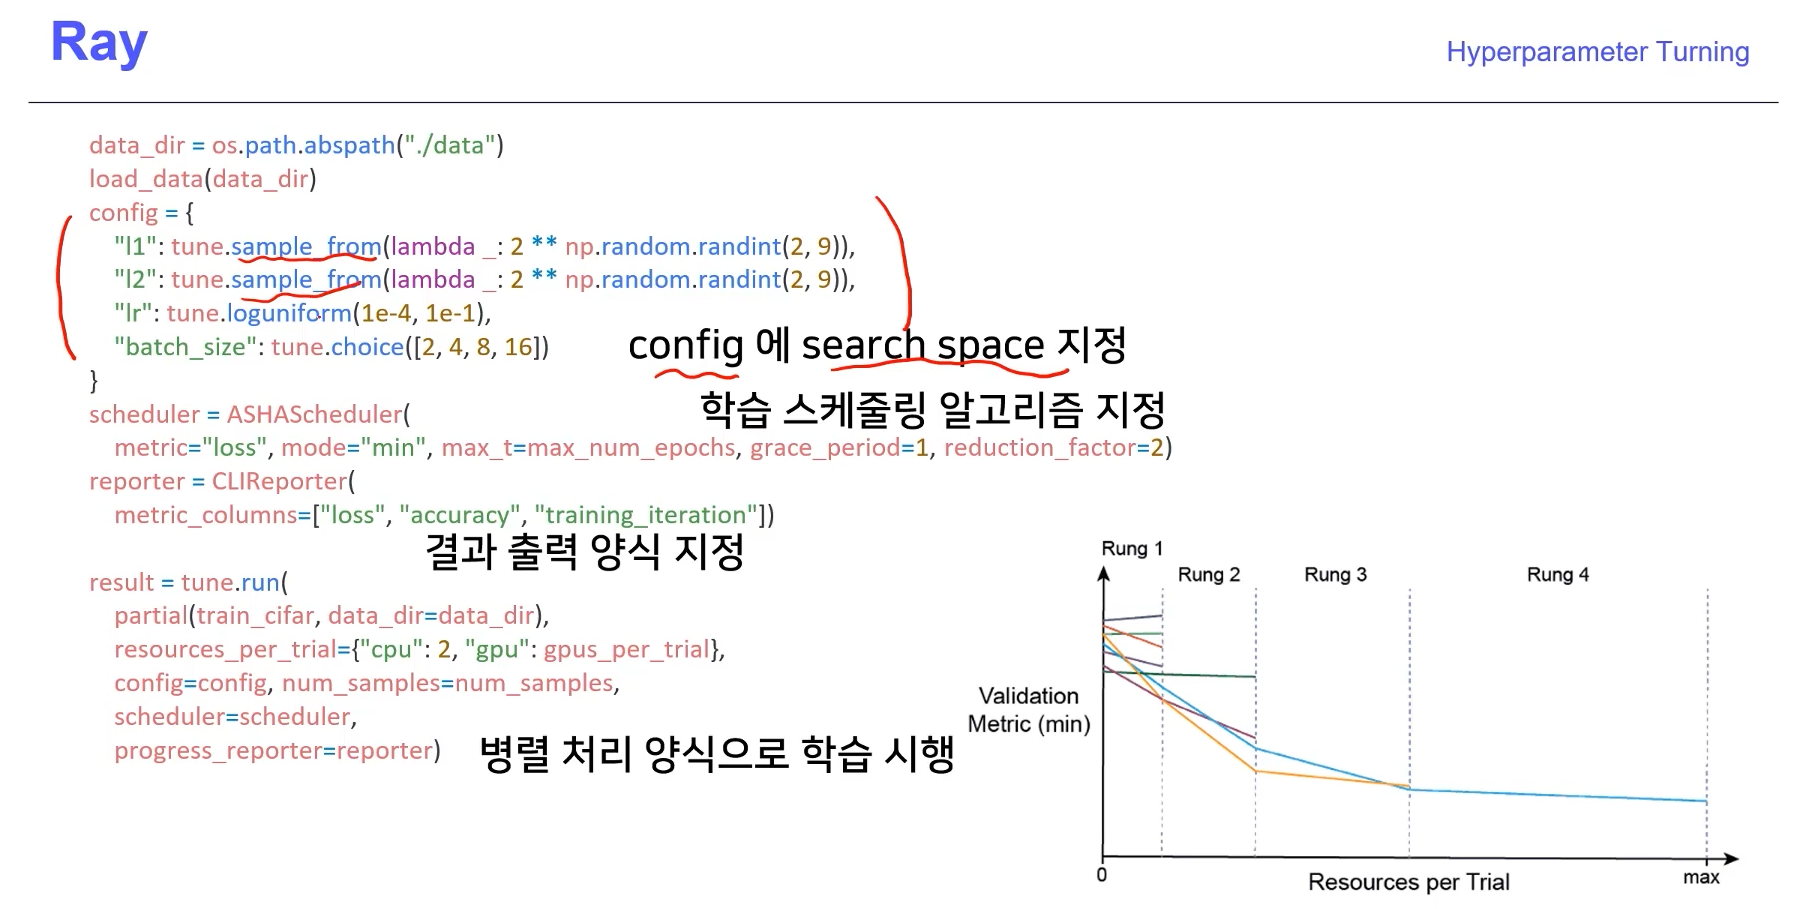 Ray
Hyperparameter Turning
data_dir = os.path.abspath("./data")
load_data(data_dir)
config = {
"l1": tune.sample_from(lambda _: 2 ** np.random.randint(2, 9)),
"l2": tune.sample_from(lambda _: 2 ** np.random.randint(2, 9)),
"lr": tune.loguniform(1e-4, 1e-1),
"batch_size": tune.choice([2, 4, 8, 16])
}
config 에 search space 지정
학습 스케줄링 알고리즘 지정
scheduler = ASHAScheduler(
metric="loss", mode="min", max_t=max_num_epochs, grace_period=1, reduction_factor=2)
reporter = CLIReporter(
metric_columns=["loss", "accuracy", "training_iteration"])
결과 출력 양식 지정
result = tune.run(
partial(train_cifar, data_dir=data_dir),
resources_per_trial={"cpu": 2, "gpu": gpus_per_trial},
config=config, num_samples=num_samples,
scheduler=scheduler,
progress_reporter=reporter)
병렬 처리 양식으로 학습 시행
Rung 1
Rung 2
Rung 3
Rung 4
Validation
Metric (min)
0
Resources per Trial
max